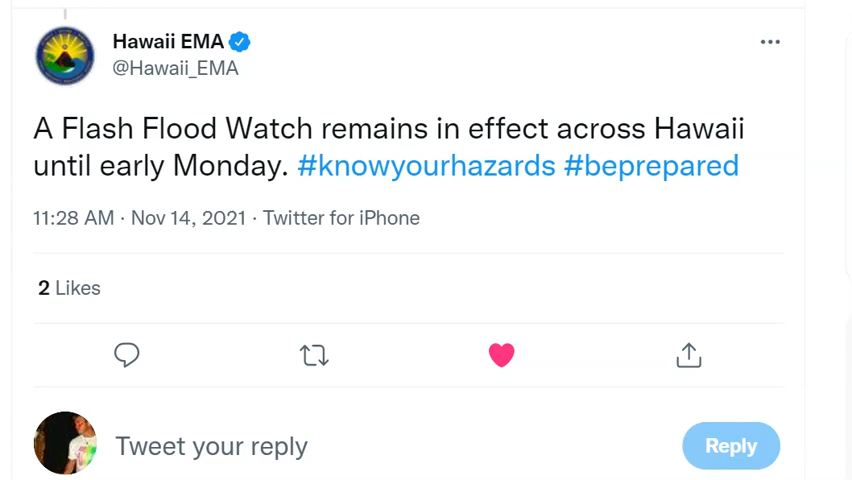 Hawaii EMA
@Hawaii_EMA
A Flash Flood Watch remains in effect across Hawaii
until early Monday. #knowyourhazards #beprepared
11:28 AM · Nov 14, 2021 · Twitter for iPhone
2 Likes
Tweet your reply
Reply